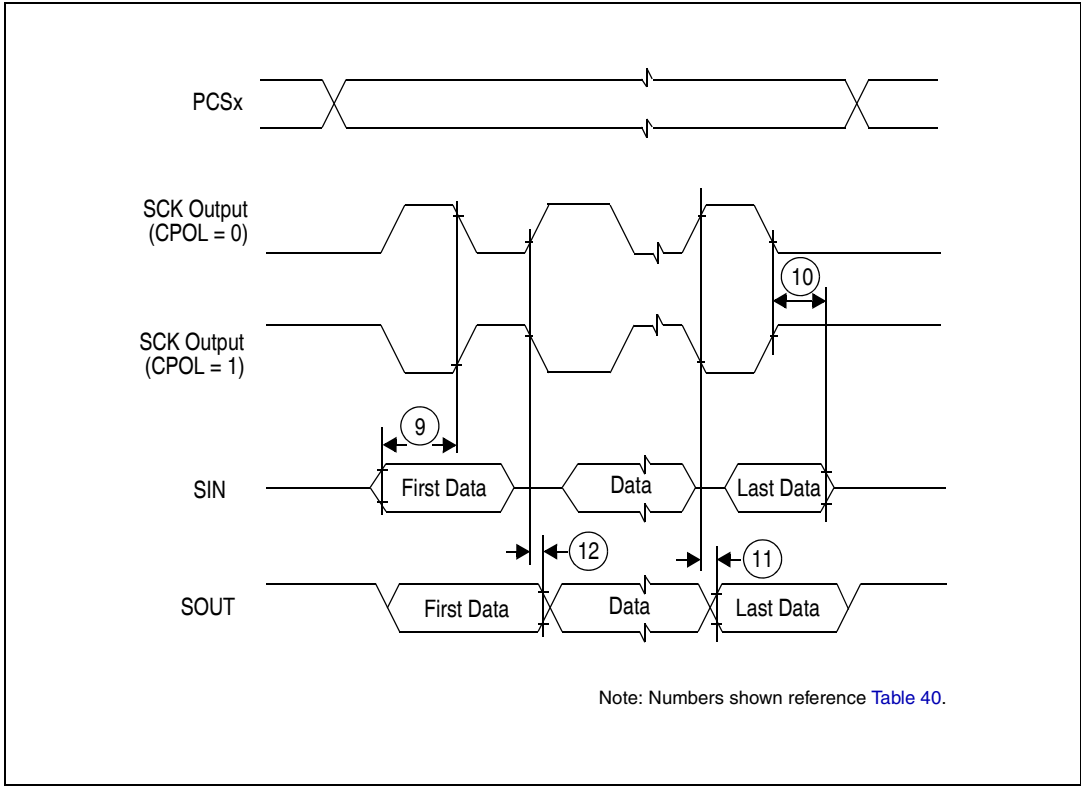 PCSx
SCK Output
(CPOL = 0)
10
SCK Output
(CPOL = 1)
9
SIN
First Data
Data
Last Data
12
11
SOUT
First Data
Data
Last Data
Note: Numbers shown reference Table 40.